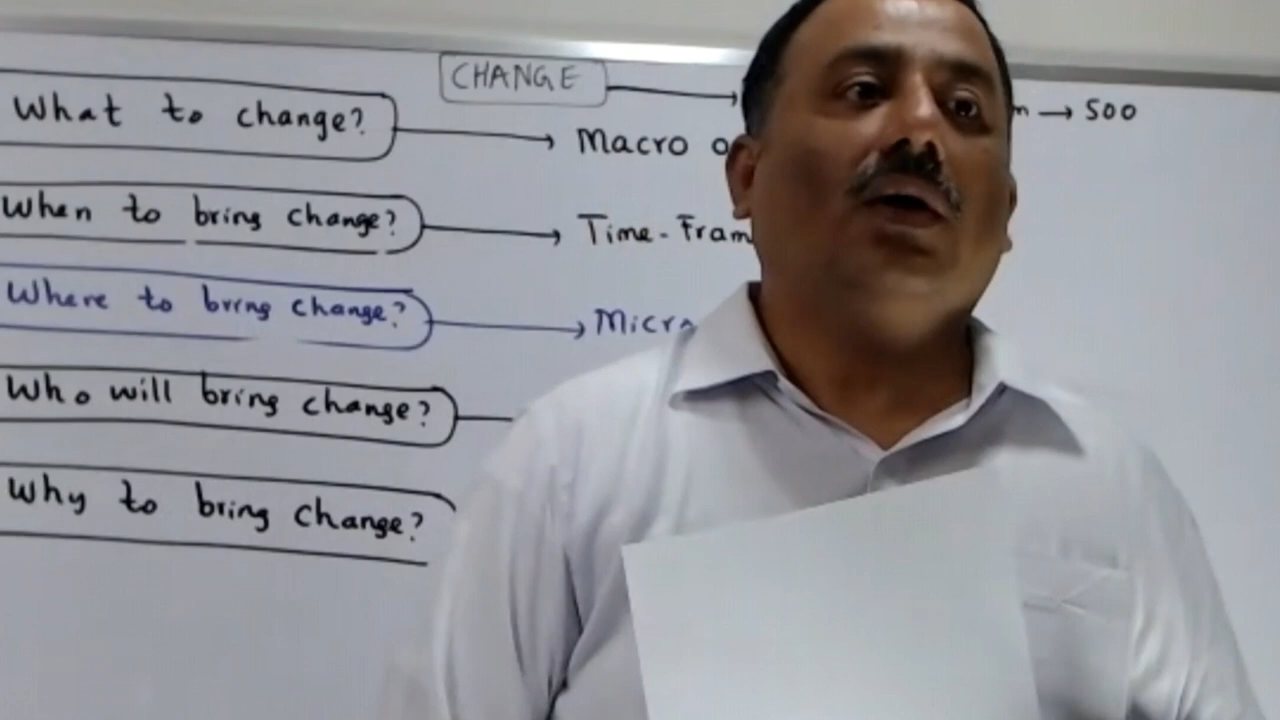 CHANGE
→ 500
What to change? → Macro
When to bring change? → Time-Fram
Where to bring change? → Micr
Who will bring change?
Why to bring change?